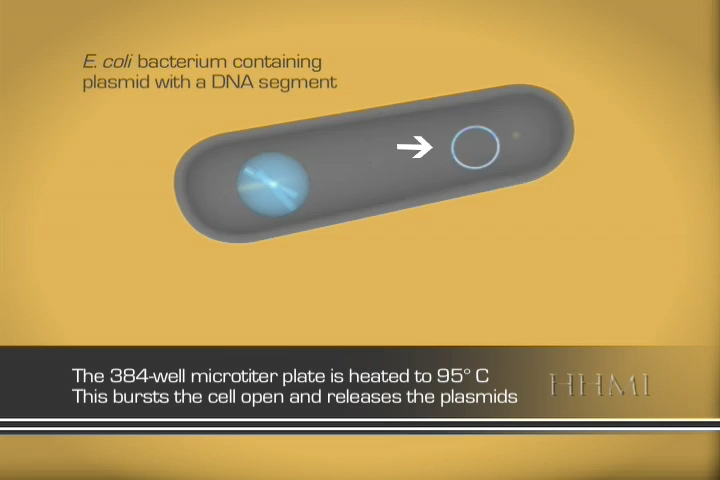 E. coli bacterium containing
plasmid with a DNA segment
The 384-well microtiter plate is heated to 95° C
This bursts the cell open and releases the plasmids
HHMI